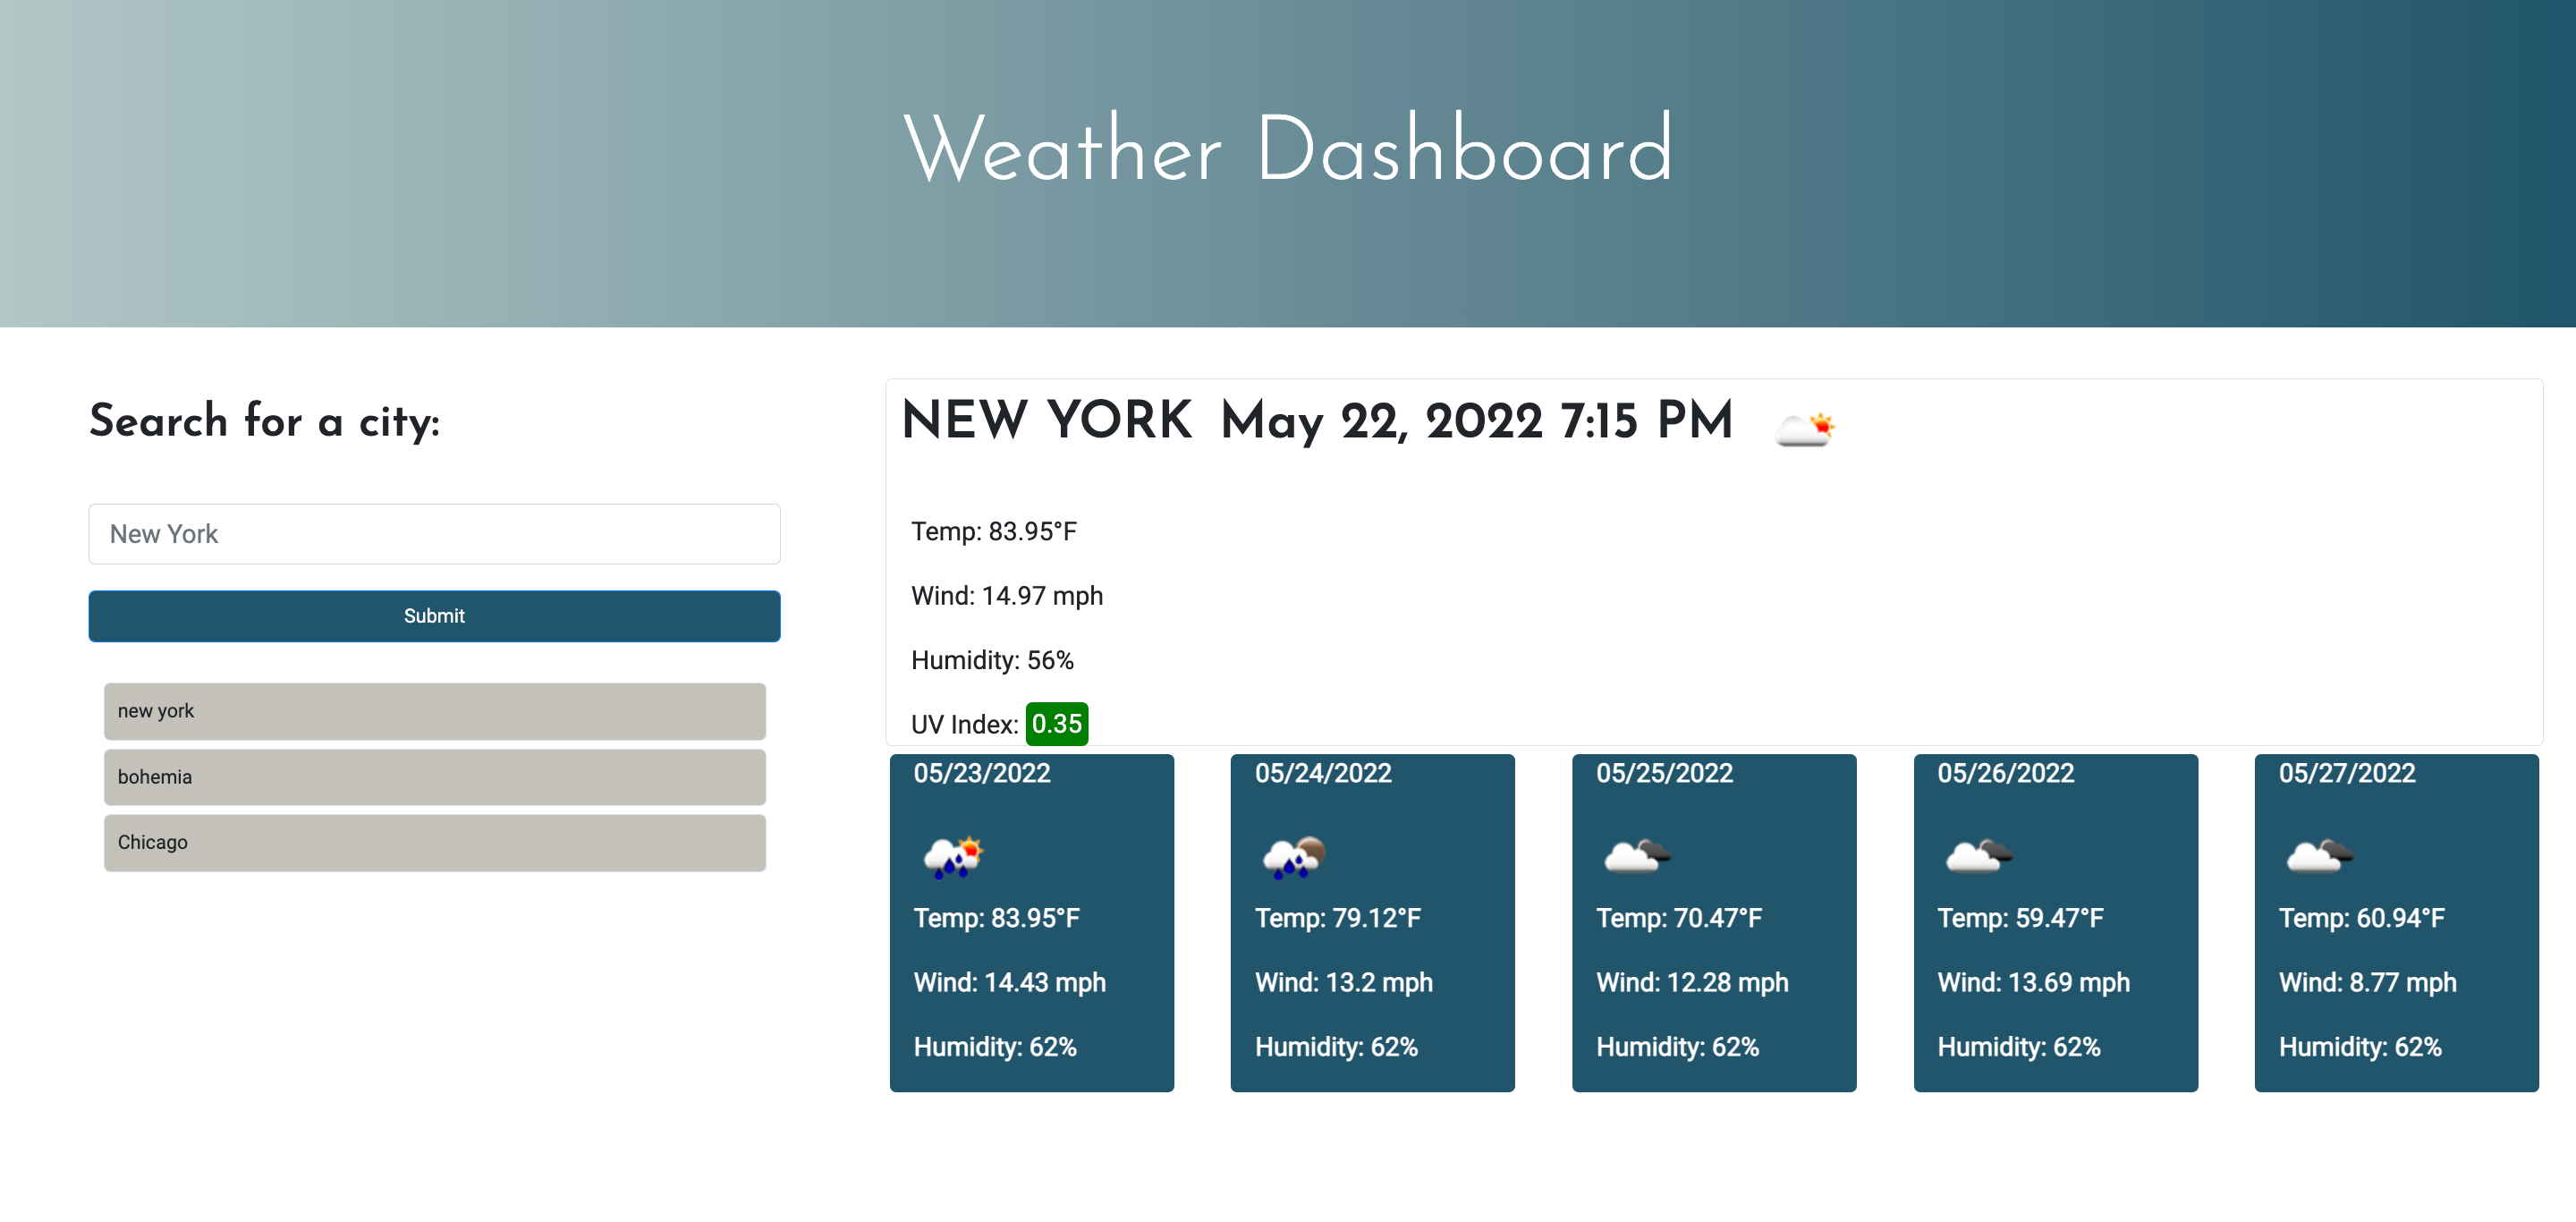 Weather Dashboard
Search for a city:
New York
Submit
new york
bohemia
Chicago
NEW YORK May 22, 2022 7:15 PM
Temp: 83.95°F
Wind: 14.97 mph
Humidity: 56%
UV Index: 0.35
05/23/2022
Temp: 83.95°F
Wind: 14.43 mph
Humidity: 62%
05/24/2022
Temp: 79.12°F
Wind: 13.2 mph
Humidity: 62%
05/25/2022
Temp: 70.47°F
Wind: 12.28 mph
Humidity: 62%
05/26/2022
Temp: 59.47°F
Wind: 13.69 mph
Humidity: 62%
05/27/2022
Temp: 60.94°F
Wind: 8.77 mph
Humidity: 62%